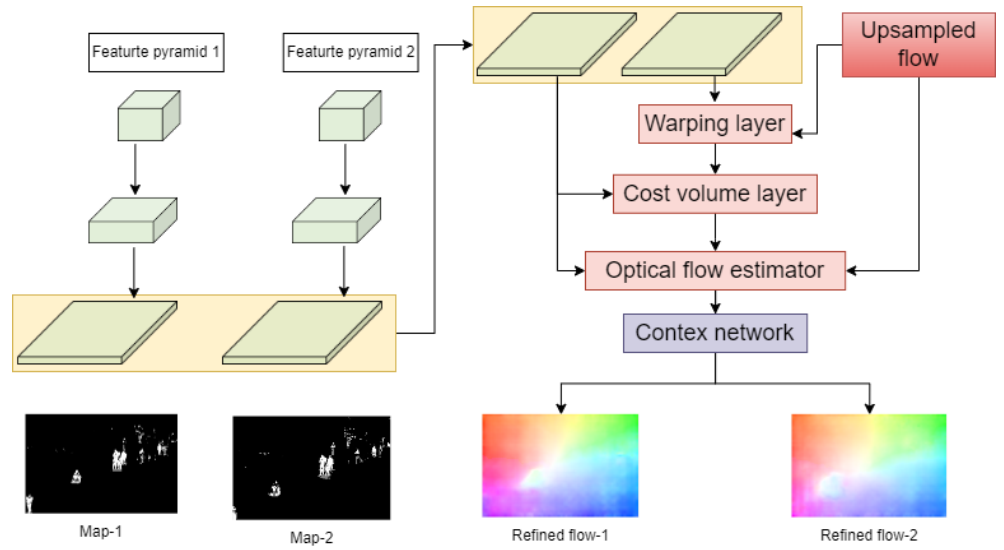 Featurte pyramid 1
Featurte pyramid 2
Upsampled
flow
Warping layer
Cost volume layer
Optical flow estimator
Contex network
Map-1
Map-2
Refined flow-1
Refined flow-2